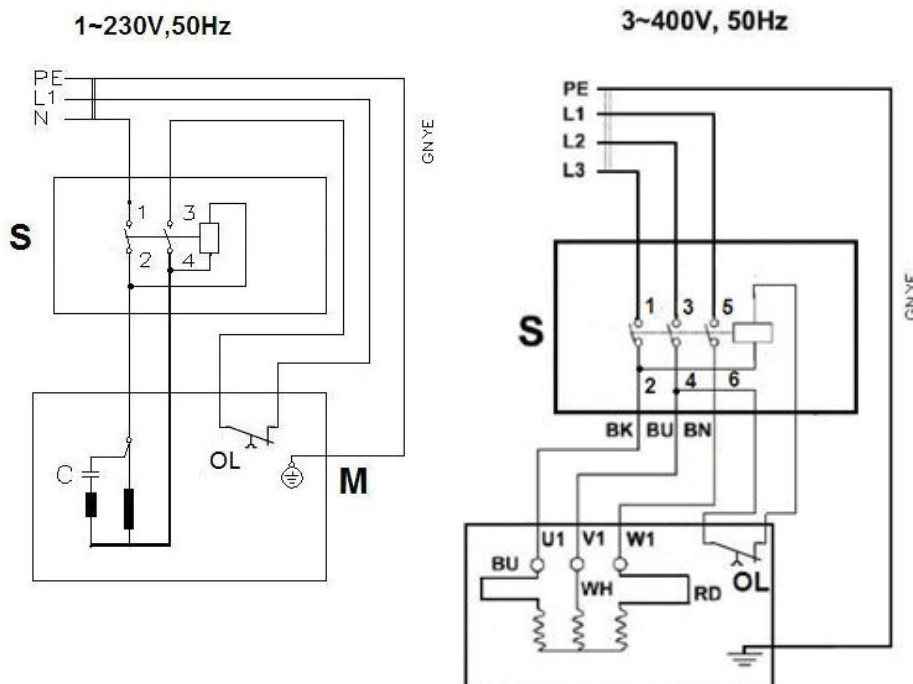 1~230V,50Hz
PE
L1
N
GNYE
S
1
3
2
4
C
OL
M
3~400V, 50Hz
PE
L1
L2
L3
GNYE
S
1 3 5
2 4 6
BK BU BN
U1 V1 W1
BU
WH
RD
OL